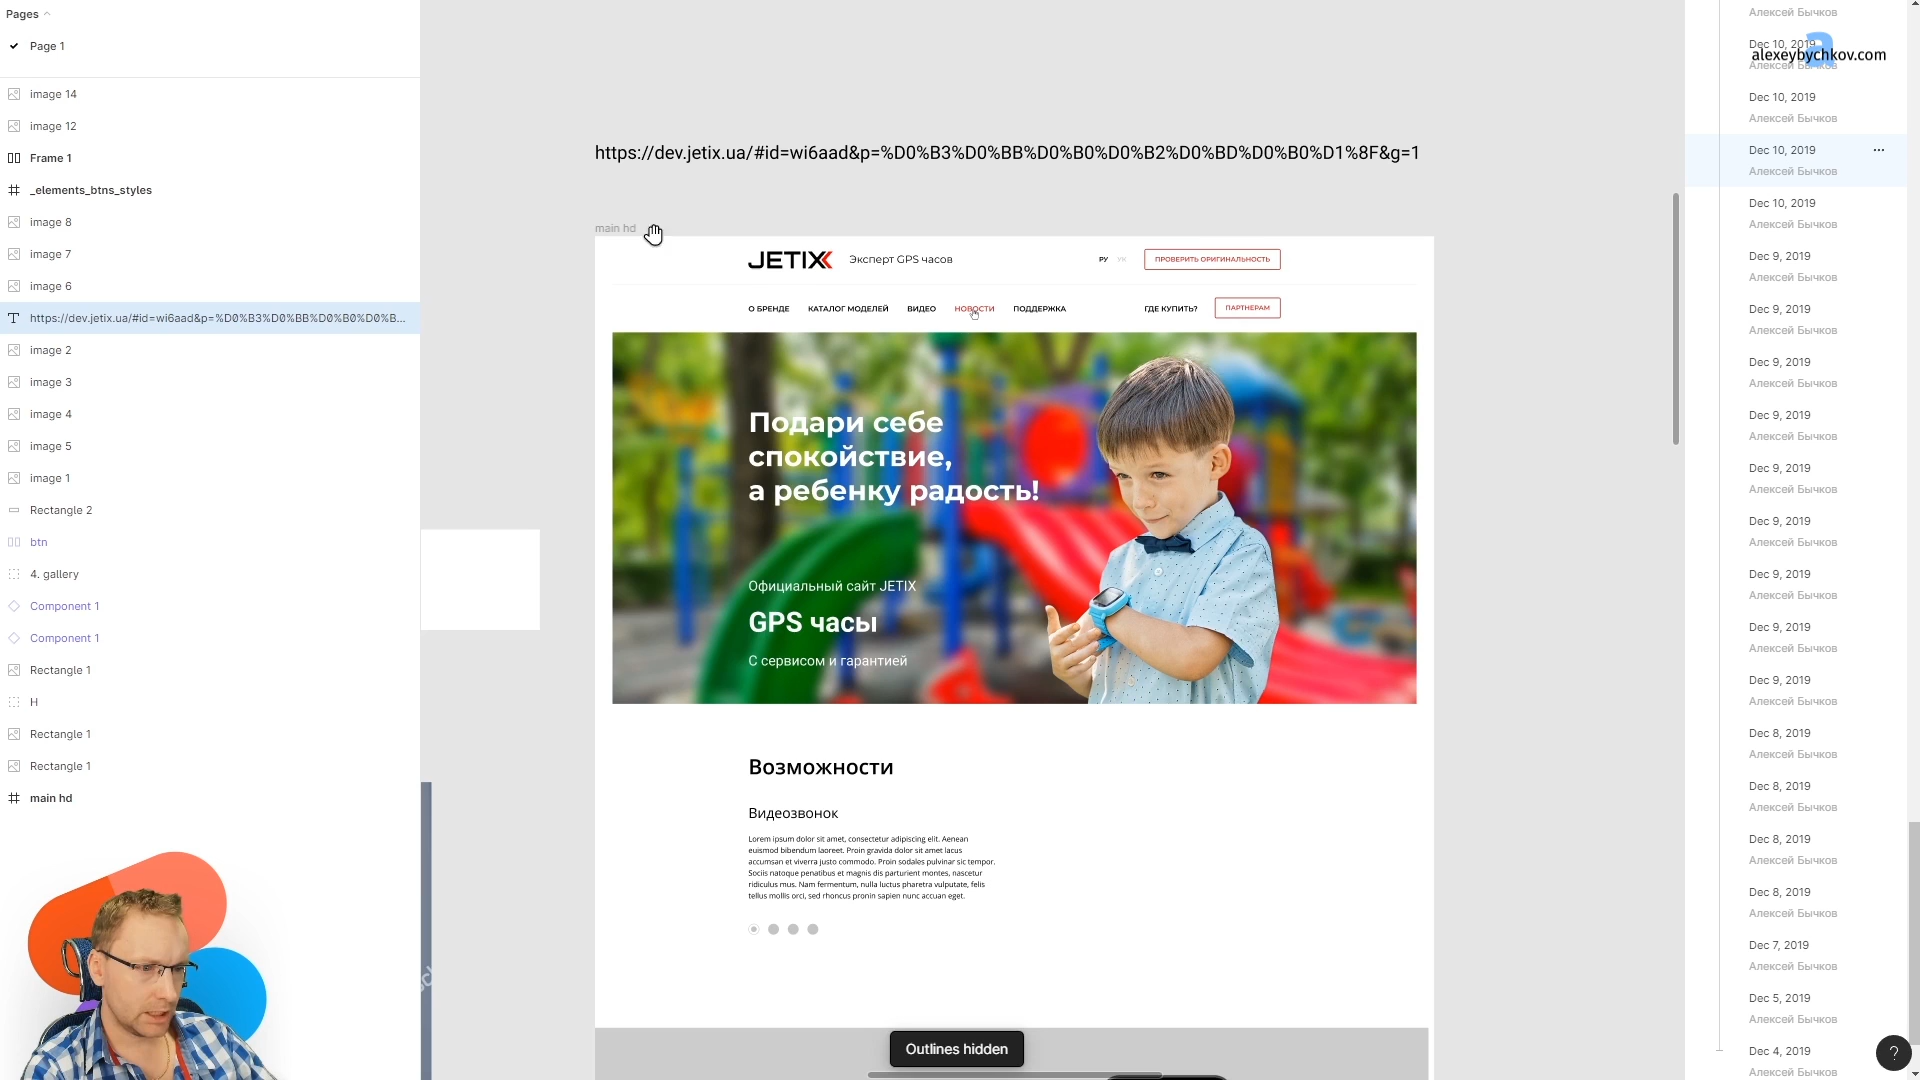 Pages
Page 1
image 14
image 12
Frame 1
_elements_btns_styles
image 8
image 7
image 6
https://dev.jetix.ua/#id=wi6aad&p=%D0%B3%D0%BB%D0%B0%D0%B...
image 2
image 3
image 4
image 5
image 1
Rectangle 2
btn
4. gallery
Component 1
Component 1
Rectangle 1
H
Rectangle 1
Rectangle 1
main hd
https://dev.jetix.ua/#id=wi6aad&p=%D0%B3%D0%BB%D0%B0%D0%B2%D0%BD%D0%B0%D1%8F&g=1
main hd
JETIX
Эксперт GPS часов
РУ УК
ПРОВЕРИТЬ ОРИГИНАЛЬНОСТЬ
О БРЕНДЕ КАТАЛОГ МОДЕЛЕЙ ВИДЕО НОВОСТИ ПОДДЕРЖКА
ГДЕ КУПИТЬ?
ПАРТНЕРАМ
Подари себе
спокойствие,
а ребенку радость!
Официальный сайт JETIX
GPS часы
С сервисом и гарантией
Возможности
Видеозвонок
Lorem ipsum dolor sit amet, consectetur adipiscing elit. Aenean
euismod bibendum laoreet. Proin gravida dolor sit amet lacus
accumsan et viverra justo commodo. Proin sodales pulvinar sic tempor.
Sociis natoque penatibus et magnis dis parturient montes, nascetur
ridiculus mus. Nam fermentum, nulla luctus pharetra vulputate, felis
tellus mollis orci, sed rhoncus pronin sapien nunc accuan eget.
Outlines hidden
Алексей Бычков
Dec 10, 2019
alexeybychkov.com
Алексей Бычков
Dec 10, 2019
Алексей Бычков
Dec 10, 2019
Алексей Бычков
Dec 10, 2019
Алексей Бычков
Dec 9, 2019
Алексей Бычков
Dec 9, 2019
Алексей Бычков
Dec 9, 2019
Алексей Бычков
Dec 9, 2019
Алексей Бычков
Dec 9, 2019
Алексей Бычков
Dec 9, 2019
Алексей Бычков
Dec 9, 2019
Алексей Бычков
Dec 9, 2019
Алексей Бычков
Dec 9, 2019
Алексей Бычков
Dec 8, 2019
Алексей Бычков
Dec 8, 2019
Алексей Бычков
Dec 8, 2019
Алексей Бычков
Dec 8, 2019
Алексей Бычков
Dec 7, 2019
Алексей Бычков
Dec 5, 2019
Алексей Бычков
Dec 4, 2019
Алексей Бычков
?